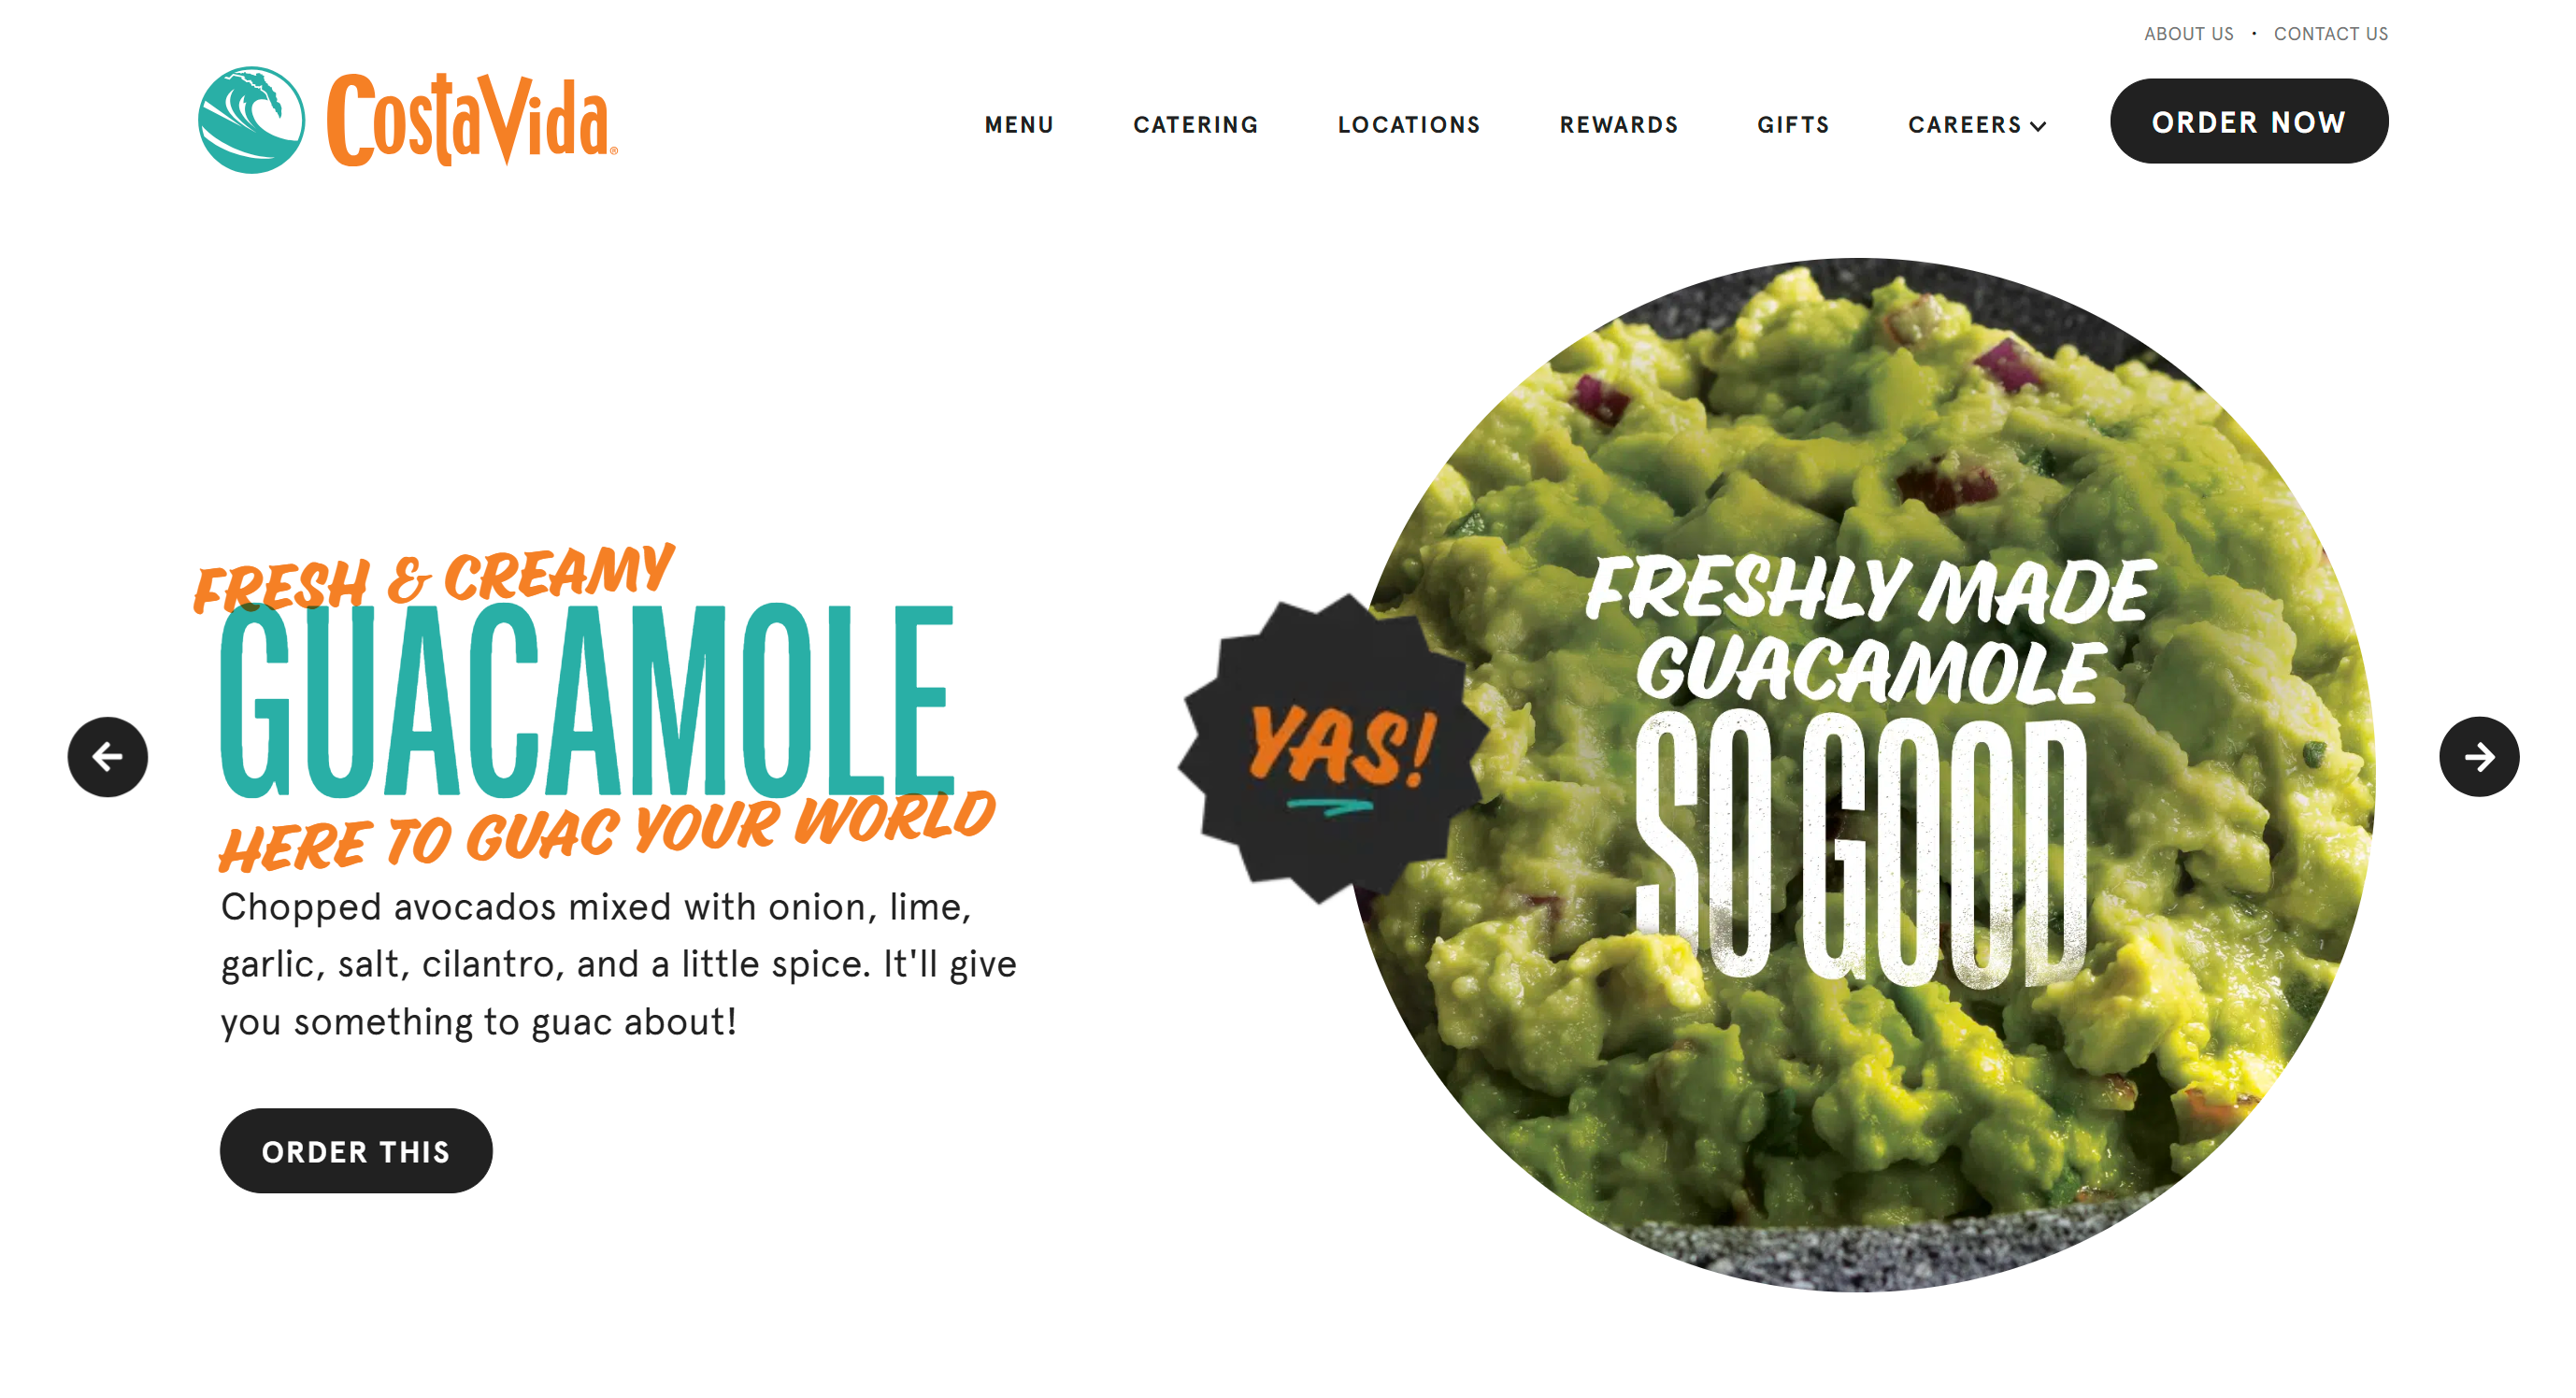 ABOUT US • CONTACT US
CostaVida®
MENU CATERING LOCATIONS REWARDS GIFTS CAREERS ORDER NOW
FRESH & CREAMY
GUACAMOLE
HERE TO GUAC YOUR WORLD
Chopped avocados mixed with onion, lime,
garlic, salt, cilantro, and a little spice. It'll give
you something to guac about!
ORDER THIS
YAS!
FRESHLY MADE
GUACAMOLE
SO GOOD